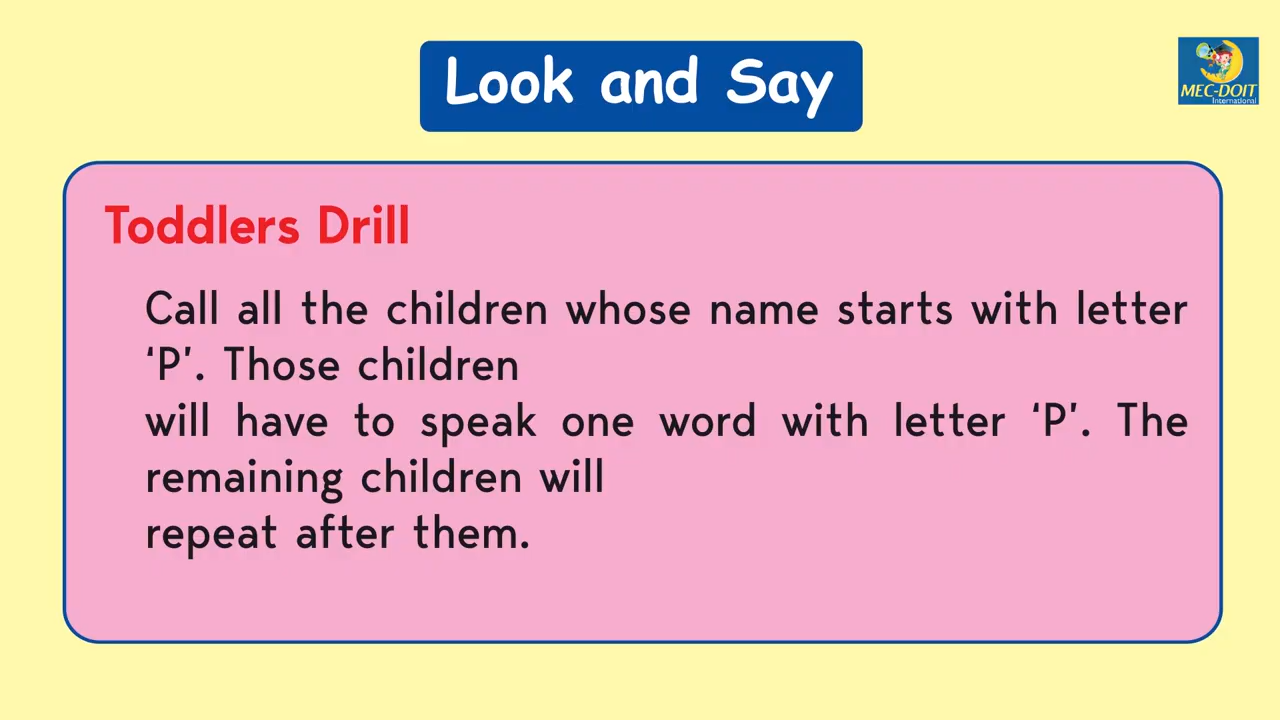 Look and Say
MEC-DOIT
International
Toddlers Drill
Call all the children whose name starts with letter
‘P’. Those children
will have to speak one word with letter ‘P’. The
remaining children will
repeat after them.